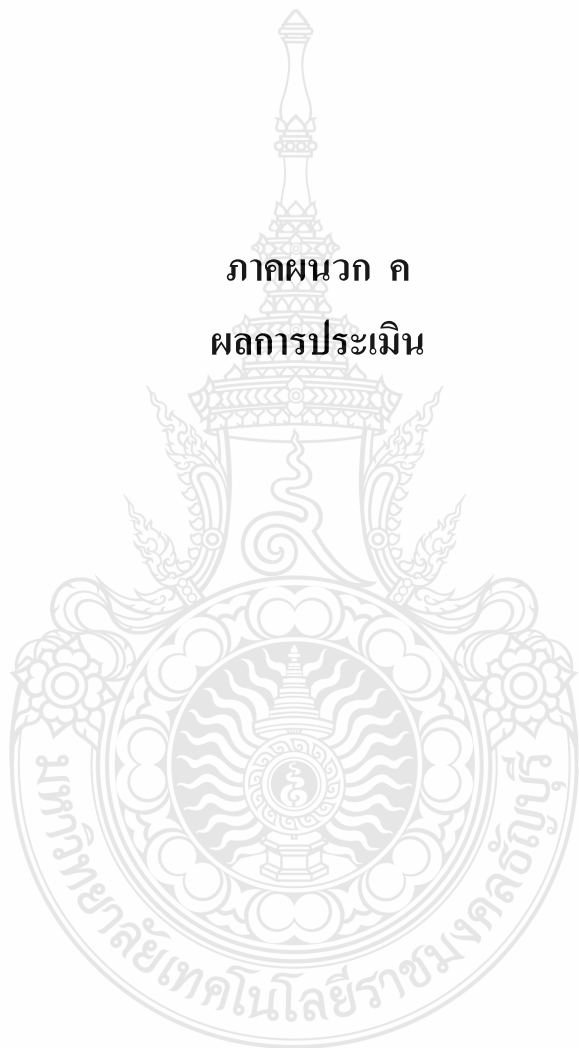 ภาคผนวก ค
ผลการประเมิน
มหาวิทยาลัยเทคโนโลยีราชมงคลธัญบุรี